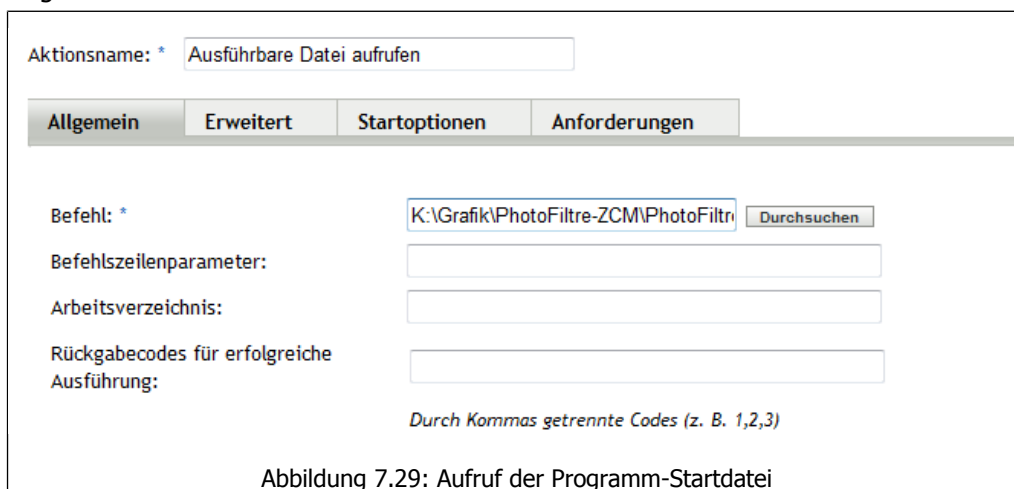 Aktionsname: * Ausführbare Datei aufrufen
Allgemein Erweitert Startoptionen Anforderungen
Befehl: * K:\Grafik\PhotoFiltre-ZCM\PhotoFiltr Durchsuchen
Befehlszeilenparameter:
Arbeitsverzeichnis:
Rückgabecodes für erfolgreiche
Ausführung:
Durch Kommas getrennte Codes (z. B. 1,2,3)
Abbildung 7.29: Aufruf der Programm-Startdatei